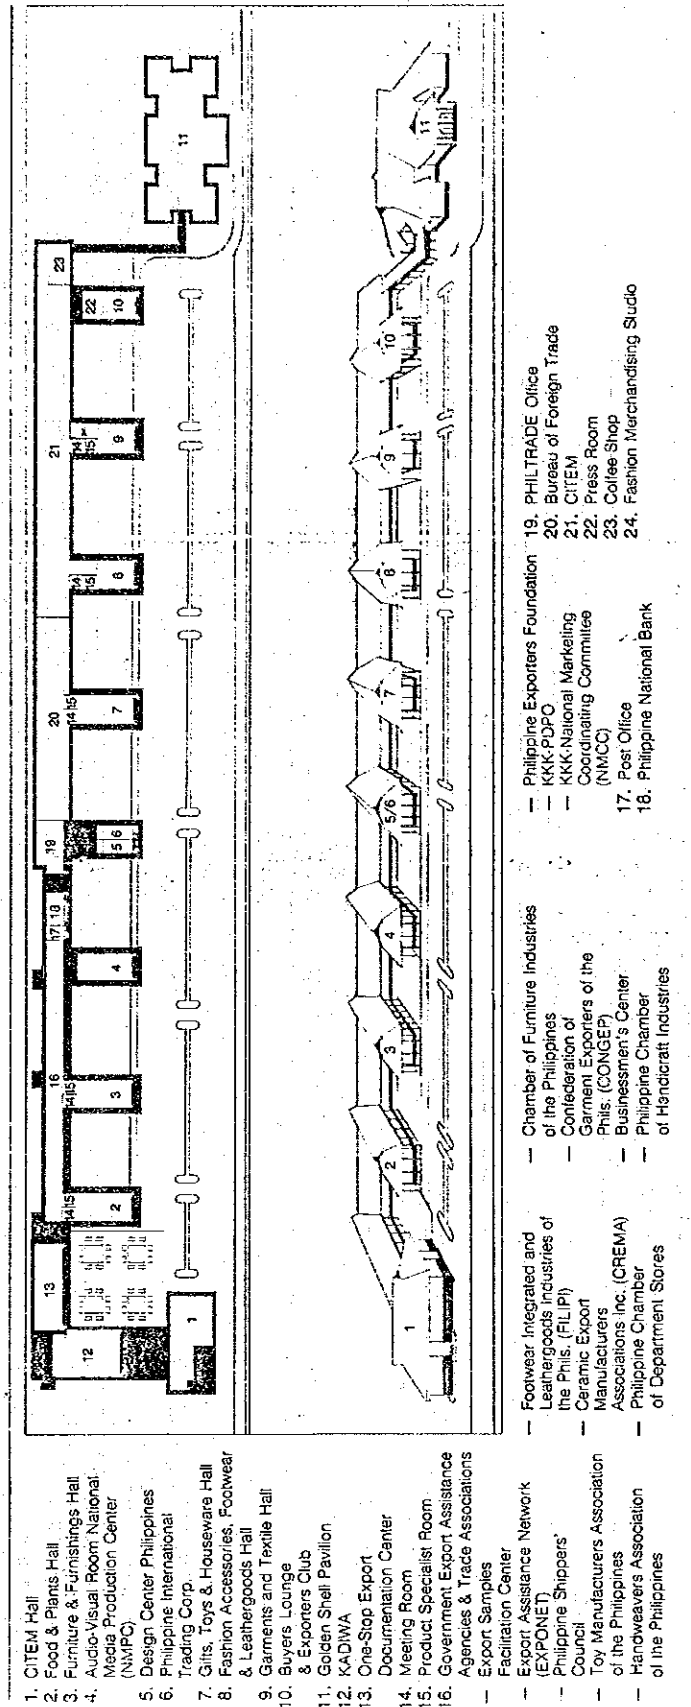 13 16 17 18 19 20 21 23
12 14 15 14 15 14 15 14 15 14 15 22
1 2 3 4 5 6 7 8 9 10 11
1 2 3 4 5/6 7 8 9 10 11
1. CITEM Hall
2. Food & Plants Hall
3. Furniture & Furnishings Hall
4. Audio-Visual Room National
Media Production Center
(NMPC)
5. Design Center Philippines
6. Philippine International
Trading Corp.
7. Gifts, Toys & Houseware Hall
8. Fashion Accessories, Footwear
& Leathergoods Hall
9. Garments and Textile Hall
10. Buyers Lounge
& Exporters Club
11. Golden Shell Pavilion
12. KADIWA
13. One-Stop Export
Documentation Center
14. Meeting Room
15. Product Specialist Room
16. Government Export Assistance
Agencies & Trade Associations
— Export Samples
Facilitation Center
— Export Assistance Network
(EXPONET)
— Philippine Shippers'
Council
— Toy Manufacturers Association
of the Philippines
— Handweavers Association
of the Philippines
— Footwear Integrated and
Leathergoods Industries of
the Phils. (FILIPI)
— Ceramic Export
Manufacturers
Associations Inc. (CREMA)
— Philippine Chamber
of Department Stores
— Chamber of Furniture Industries
of the Philippines
— Confederation of
Garment Exporters of the
Phils. (CONGEP)
— Businessmen's Center
— Philippine Chamber
of Handicraft Industries
— Philippine Exporters Foundation
— KKK-PDPO
— KKK-National Marketing
Coordinating Committee
(NMCC)
17. Post Office
18. Philippine National Bank
19. PHILTRADE Office
20. Bureau of Foreign Trade
21. CITEM
22. Press Room
23. Coffee Shop
24. Fashion Merchandising Studio